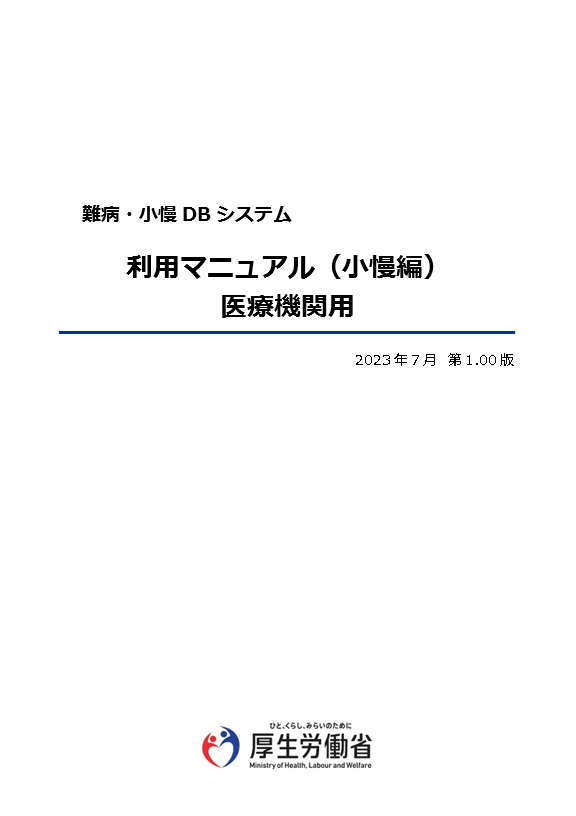 難病・小慢 DB システム
利用マニュアル（小慢編）
医療機関用
2023 年 7 月　第 1.00 版
ひと、くらし、みらいのために
厚生労働省
Ministry of Health, Labour and Welfare